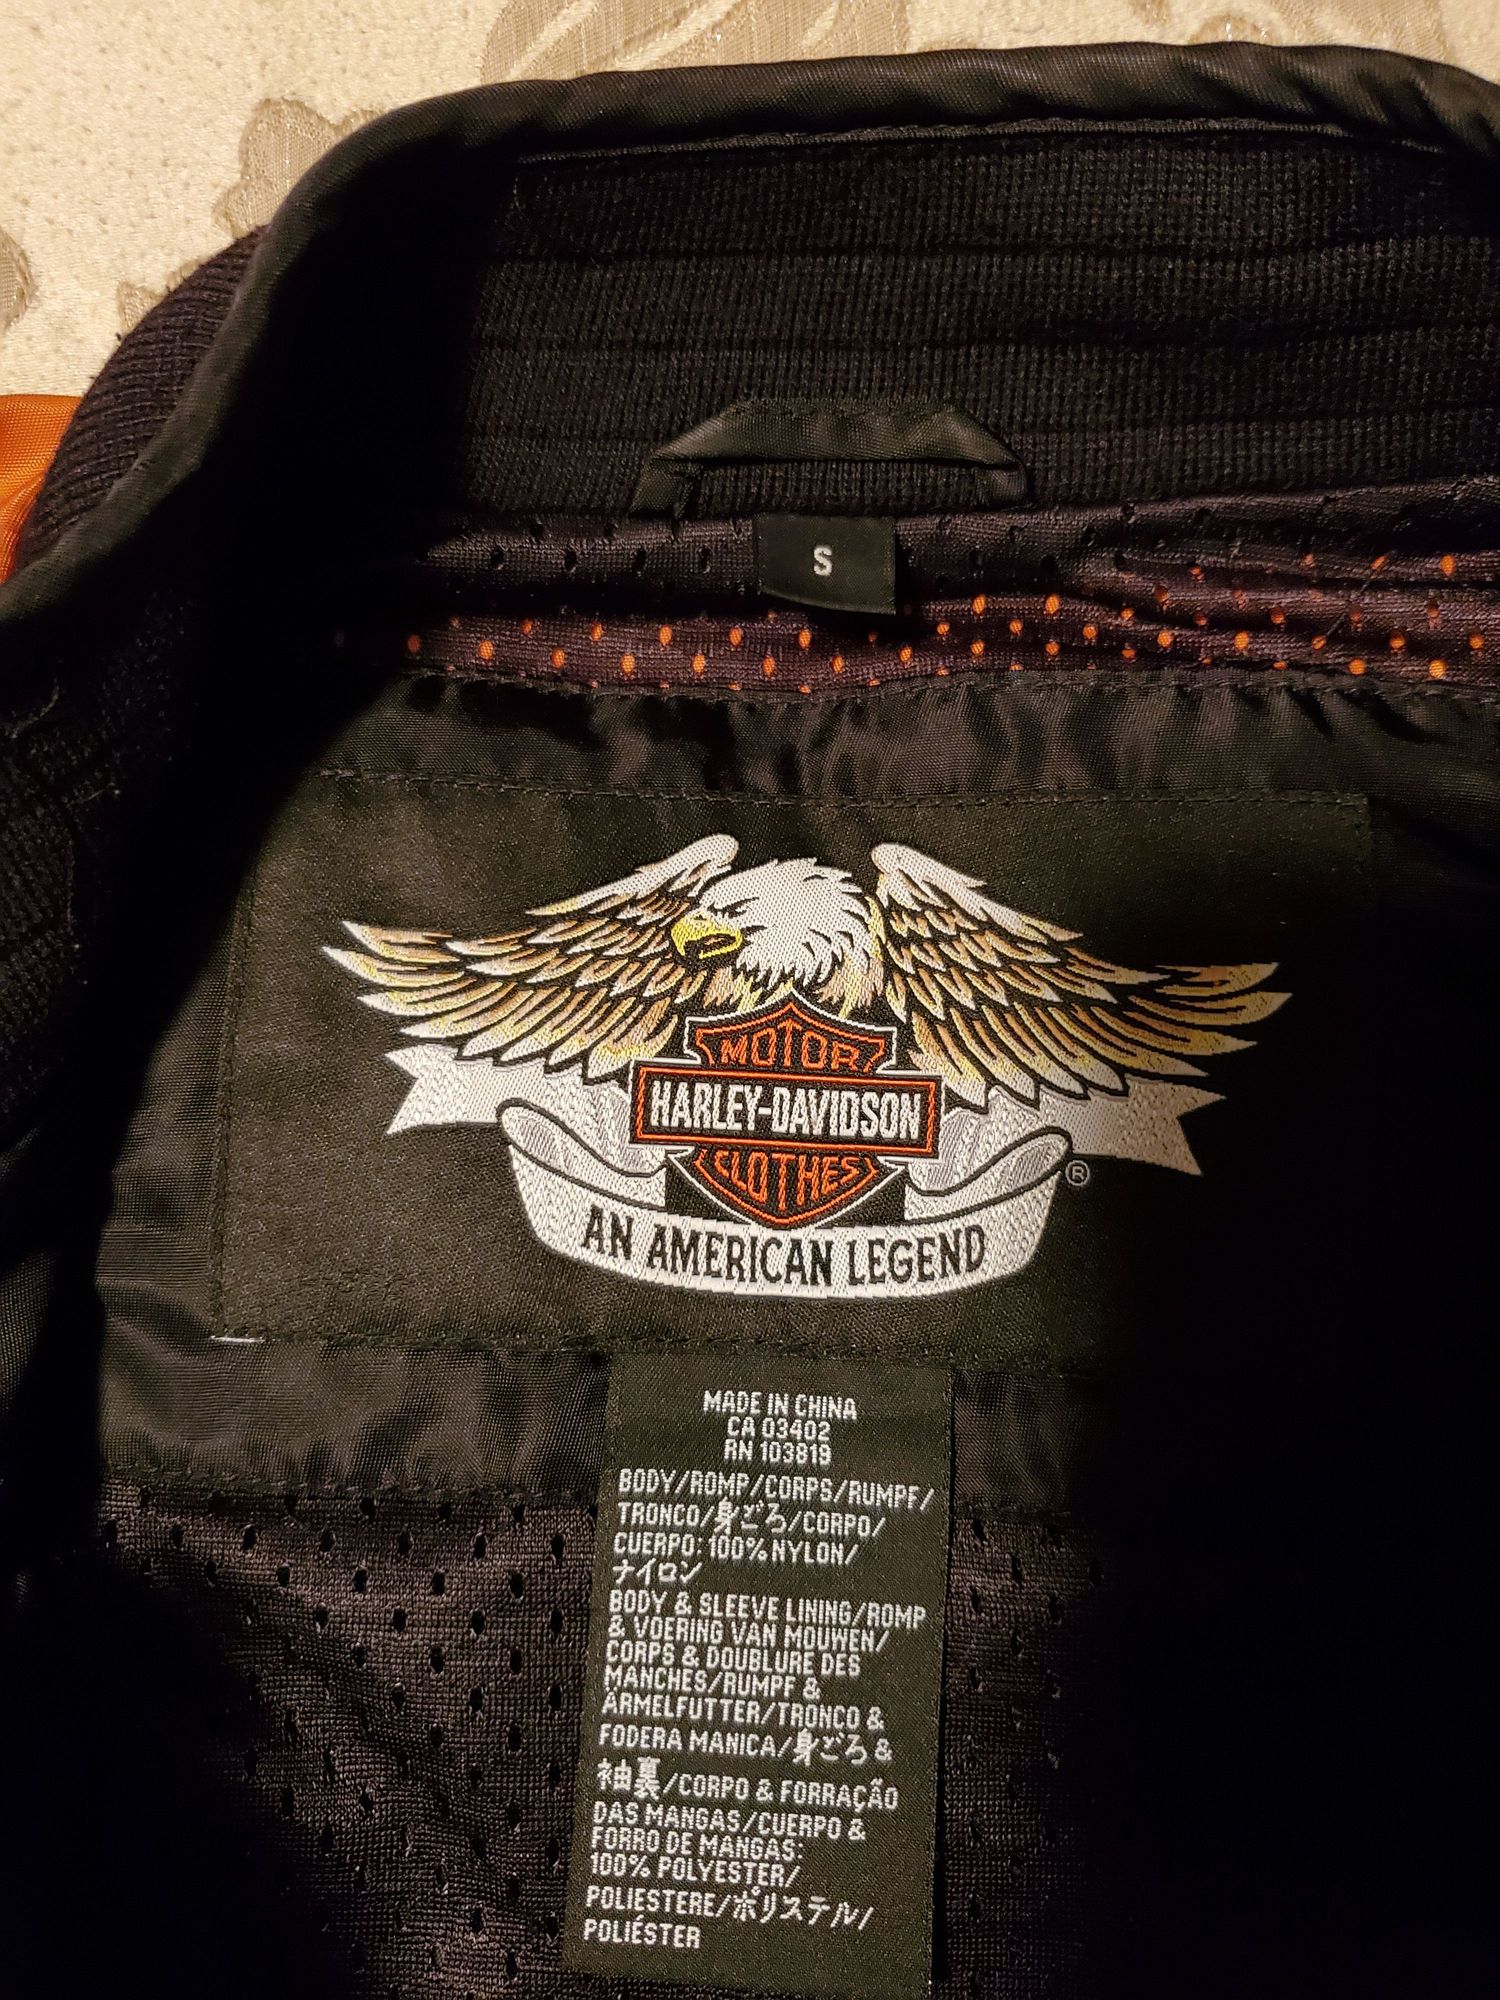 S
MOTOR
HARLEY-DAVIDSON
CLOTHES
®
AN AMERICAN LEGEND
MADE IN CHINA
CA 03402
RN 103819
BODY/ROMP/CORPS/RUMPF/
TRONCO/身ごろ/CORPO/
CUERPO: 100% NYLON/
ナイロン
BODY & SLEEVE LINING/ROMP
& VOERING VAN MOUWEN/
CORPS & DOUBLURE DES
MANCHES/RUMPF &
ÄRMELFUTTER/TRONCO &
FODERA MANICA/身ごろ &
袖裏/CORPO & FORRAÇÃO
DAS MANGAS/CUERPO &
FORRO DE MANGAS:
100% POLYESTER/
POLIESTERE/ポリステル/
POLIÉSTER